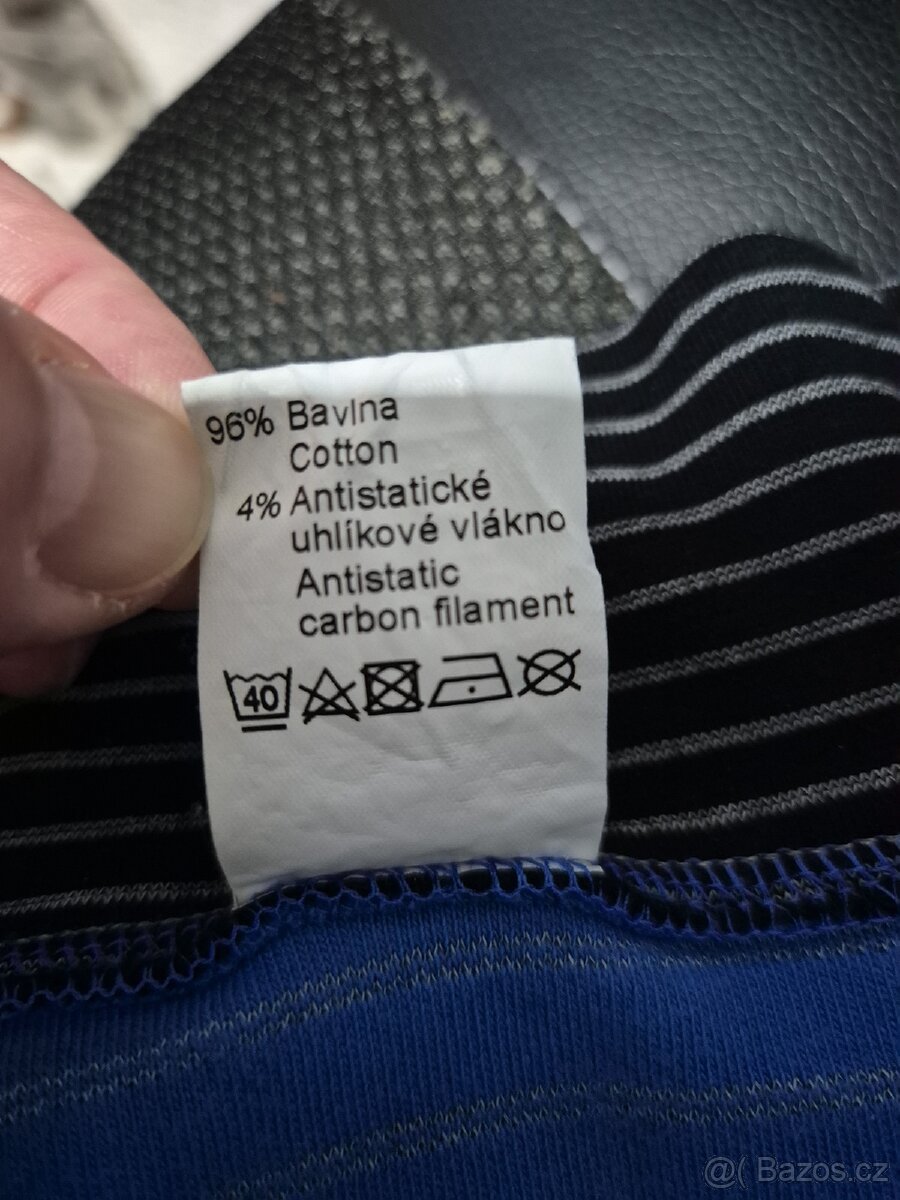 96% Bavlna
Cotton
4% Antistatické
uhlíkové vlákno
Antistatic
carbon filament
40
@( Bazos.cz